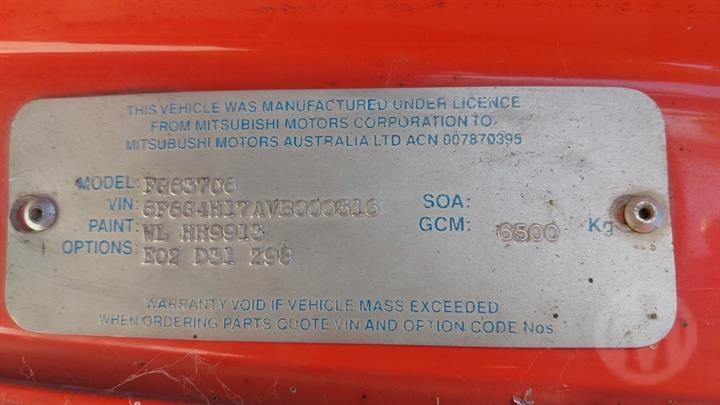 THIS VEHICLE WAS MANUFACTURED UNDER LICENCE
FROM MITSUBISHI MOTORS CORPORATION TO
MITSUBUSHI MOTORS AUSTRALIA LTD ACN 007870395
MODEL: FG637C6
VIN: 6F6G4H17AVB000316
PAINT: WL HH9913
OPTIONS: E02 D31 Z98
SOA:
GCM: 6500 Kg
WARRANTY VOID IF VEHICLE MASS EXCEEDED
WHEN ORDERING PARTS QUOTE VIN AND OPTION CODE Nos.